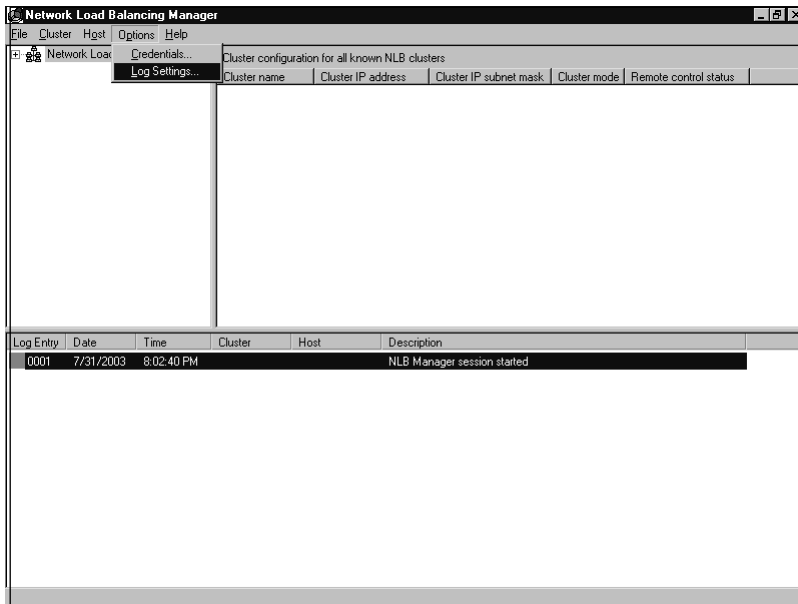 Network Load Balancing Manager
File Cluster Host Options Help
Network Load
Credentials...
Log Settings...
Cluster configuration for all known NLB clusters
Cluster name Cluster IP address Cluster IP subnet mask Cluster mode Remote control status
Log Entry Date Time Cluster Host Description
0001 7/31/2003 8:02:40 PM NLB Manager session started